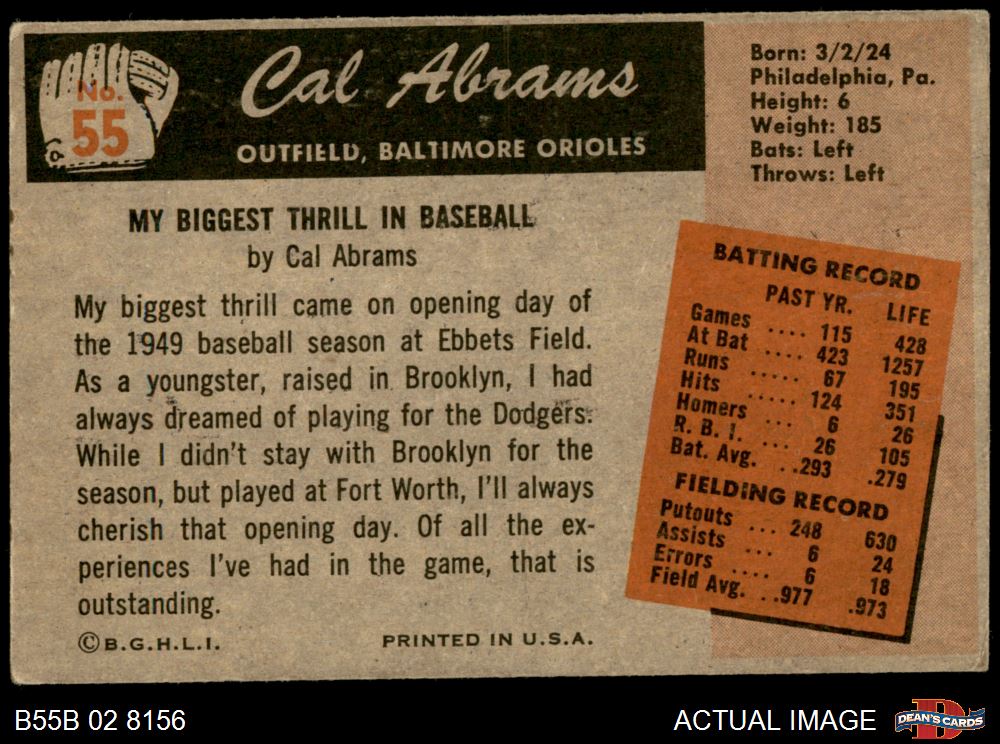 No.
55
Cal Abrams
OUTFIELD, BALTIMORE ORIOLES
Born: 3/2/24
Philadelphia, Pa.
Height: 6
Weight: 185
Bats: Left
Throws: Left
MY BIGGEST THRILL IN BASEBALL
by Cal Abrams
My biggest thrill came on opening day of
the 1949 baseball season at Ebbets Field.
As a youngster, raised in Brooklyn, I had
always dreamed of playing for the Dodgers.
While I didn't stay with Brooklyn for the
season, but played at Fort Worth, I'll always
cherish that opening day. Of all the ex-
periences I've had in the game, that is
outstanding.
©B.G.H.L.I. PRINTED IN U.S.A.
BATTING RECORD
PAST YR. LIFE
Games .... 115 428
At Bat .... 423 1257
Runs ..... 67 195
Hits ..... 124 351
Homers ... 6 26
R. B. I. ... 26 105
Bat. Avg. ..293 .279
FIELDING RECORD
Putouts ... 248 630
Assists ... 6 24
Errors .... 6 18
Field Avg. ..977 .973
B55B 02 8156 ACTUAL IMAGE
DEAN'S CARDS